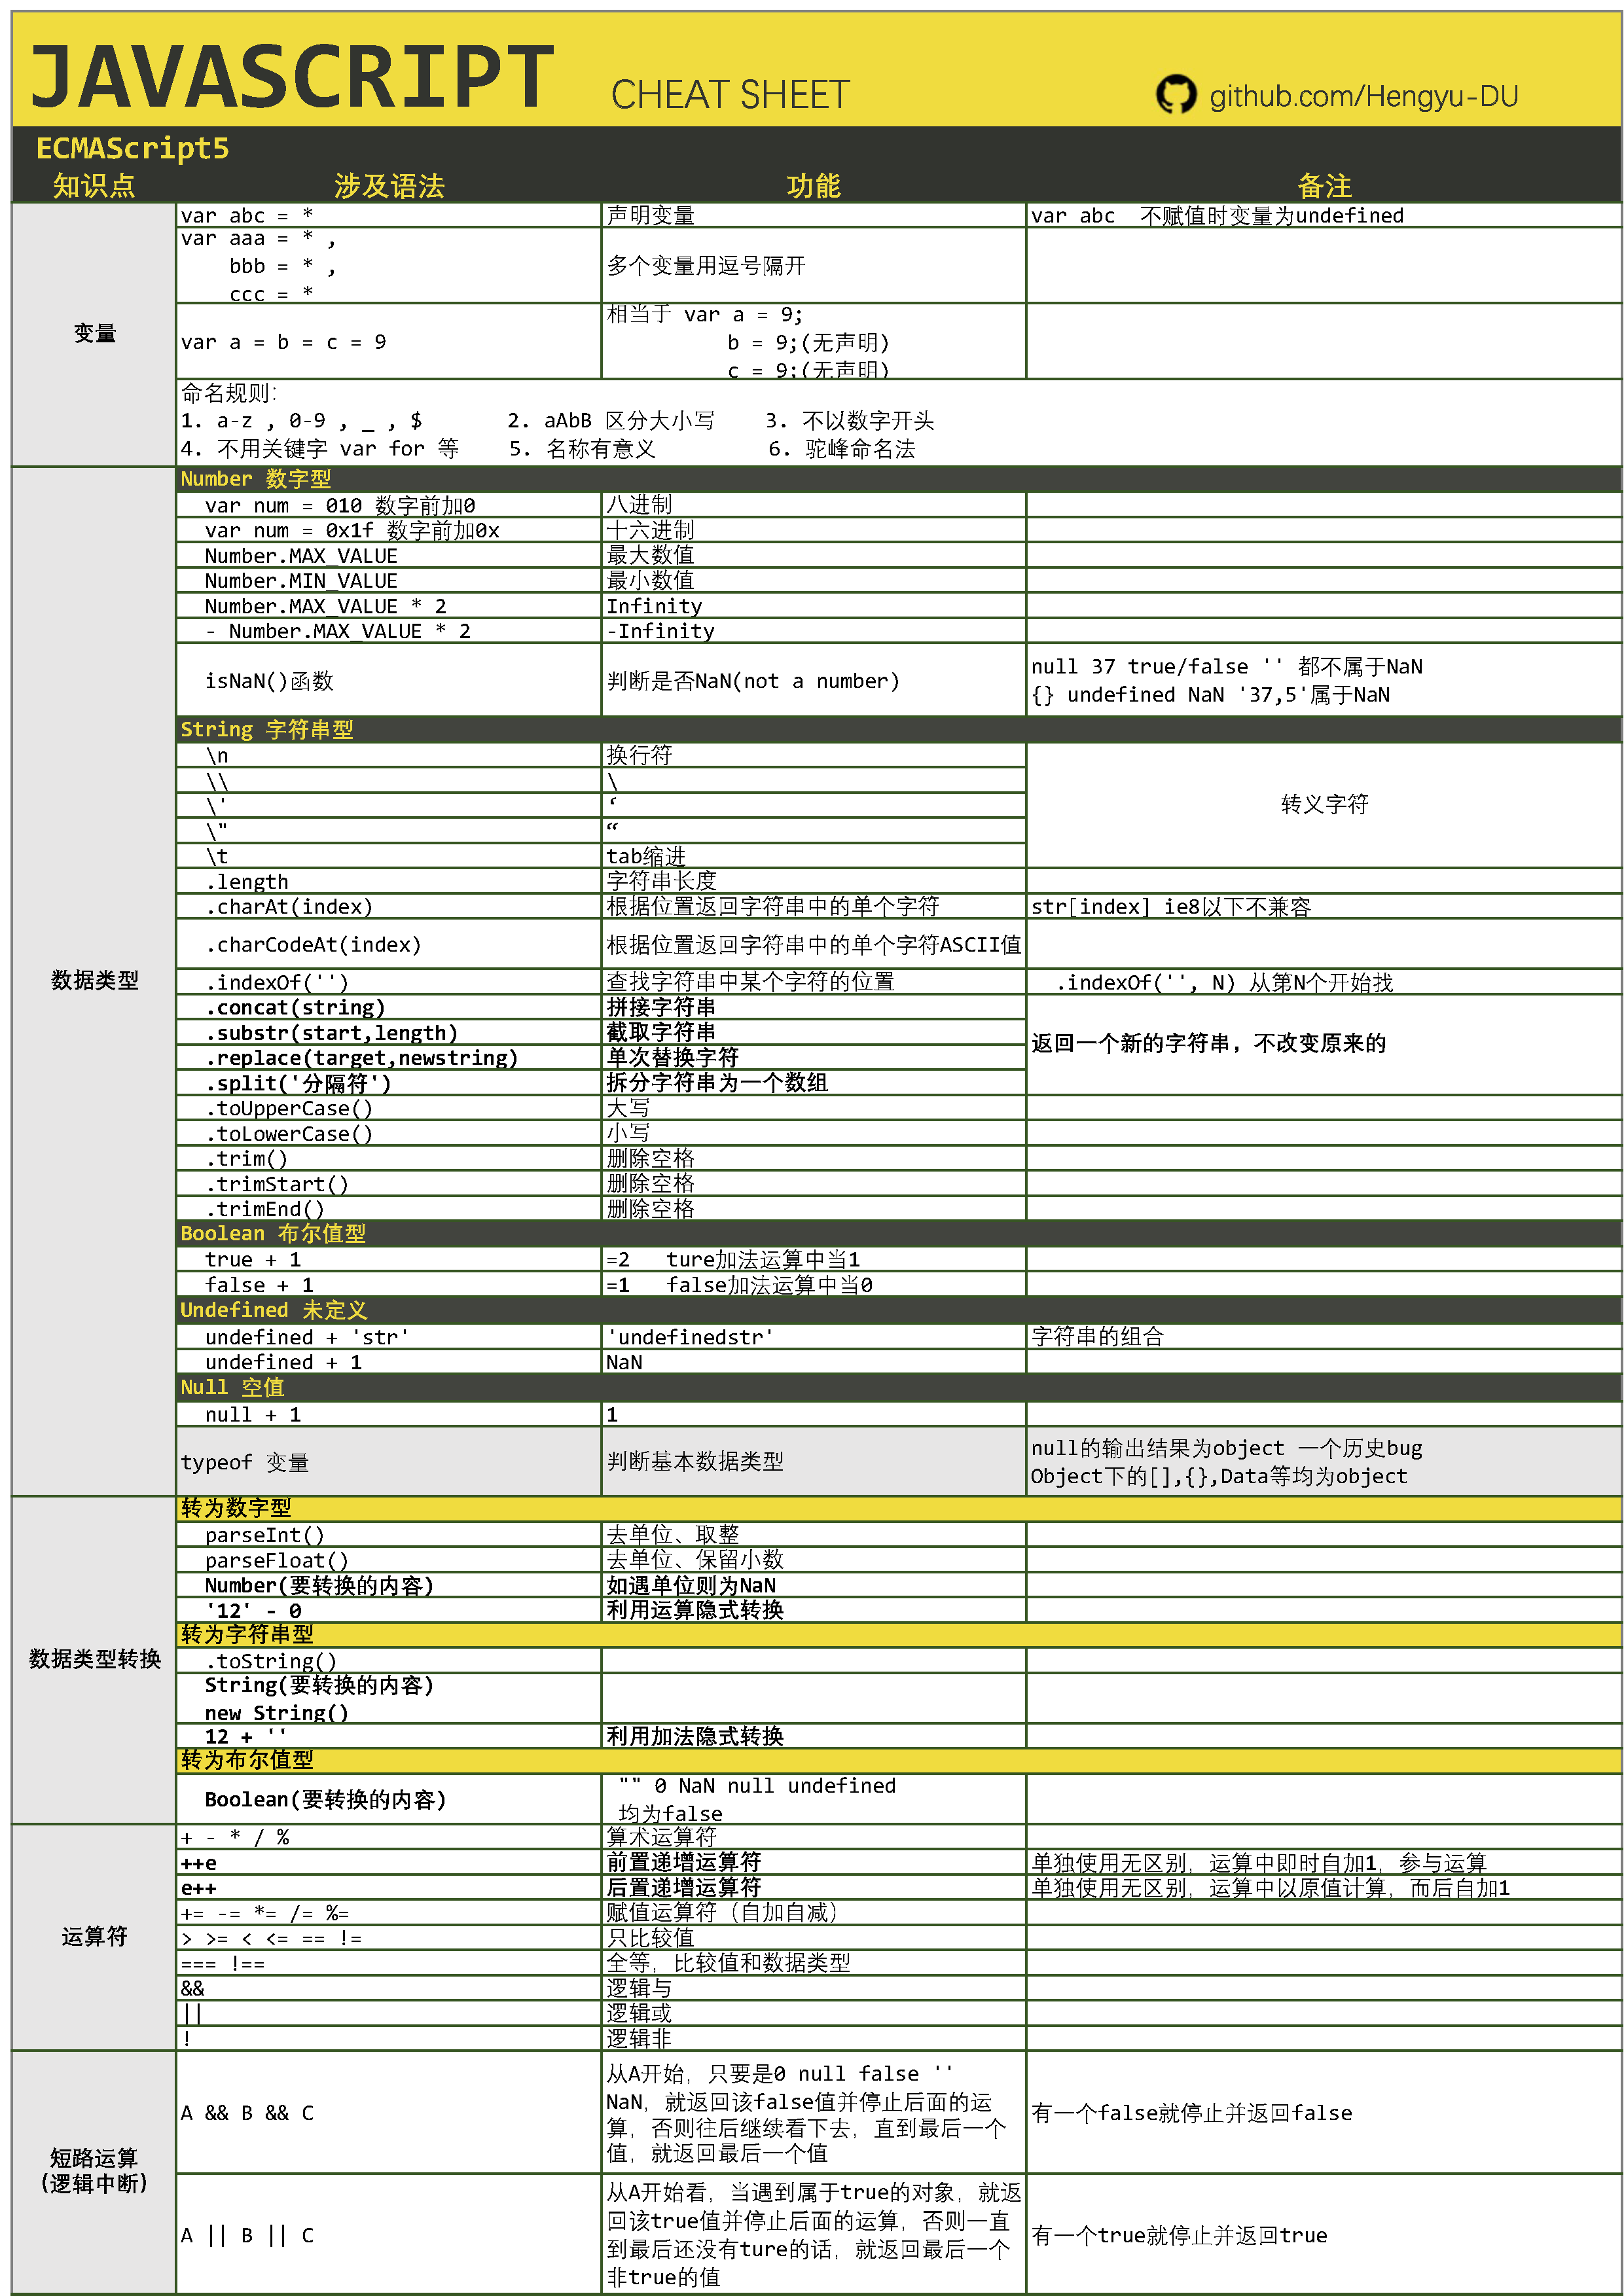 JAVASCRIPT CHEAT SHEET github.com/Hengyu-DU
ECMAScript5
知识点 涉及语法 功能 备注
变量
var abc = * 声明变量 var abc 不赋值时变量为undefined
var aaa = * ,
bbb = * ,
ccc = *
多个变量用逗号隔开
var a = b = c = 9
相当于 var a = 9;
b = 9;(无声明)
c = 9;(无声明)
命名规则:
1. a-z , 0-9 , _ , $ 2. aAbB 区分大小写 3. 不以数字开头
4. 不用关键字 var for 等 5. 名称有意义 6. 驼峰命名法
数据类型
Number 数字型
var num = 010 数字前加0 八进制
var num = 0x1f 数字前加0x 十六进制
Number.MAX_VALUE 最大数值
Number.MIN_VALUE 最小数值
Number.MAX_VALUE * 2 Infinity
- Number.MAX_VALUE * 2 -Infinity
isNaN()函数 判断是否NaN(not a number)
null 37 true/false '' 都不属于NaN
{} undefined NaN '37,5'属于NaN
String 字符串型
\n 换行符
\\ \
\' ‘
\" “
\t tab缩进
转义字符
.length 字符串长度
.charAt(index) 根据位置返回字符串中的单个字符 str[index] ie8以下不兼容
.charCodeAt(index) 根据位置返回字符串中的单个字符ASCII值
.indexOf('') 查找字符串中某个字符的位置 .indexOf('', N) 从第N个开始找
.concat(string) 拼接字符串
.substr(start,length) 截取字符串
.replace(target,newstring) 单次替换字符
.split('分隔符') 拆分字符串为一个数组
返回一个新的字符串，不改变原来的
.toUpperCase() 大写
.toLowerCase() 小写
.trim() 删除空格
.trimStart() 删除空格
.trimEnd() 删除空格
Boolean 布尔值型
true + 1 =2 ture加法运算中当1
false + 1 =1 false加法运算中当0
Undefined 未定义
undefined + 'str' 'undefinedstr' 字符串的组合
undefined + 1 NaN
Null 空值
null + 1 1
typeof 变量 判断基本数据类型
null的输出结果为object 一个历史bug
Object下的[],{},Data等均为object
数据类型转换
转为数字型
parseInt() 去单位、取整
parseFloat() 去单位、保留小数
Number(要转换的内容) 如遇单位则为NaN
'12' - 0 利用运算隐式转换
转为字符串型
.toString()
String(要转换的内容)
new String()
12 + '' 利用加法隐式转换
转为布尔值型
Boolean(要转换的内容)
"" 0 NaN null undefined
均为false
运算符
+ - * / % 算术运算符
++e 前置递增运算符 单独使用无区别，运算中即时自加1，参与运算
e++ 后置递增运算符 单独使用无区别，运算中以原值计算，而后自加1
+= -= *= /= %= 赋值运算符（自加自减）
> >= < <= == != 只比较值
=== !== 全等，比较值和数据类型
&& 逻辑与
|| 逻辑或
! 逻辑非
短路运算
(逻辑中断)
A && B && C
从A开始，只要是0 null false ''
NaN，就返回该false值并停止后面的运
算，否则往后继续看下去，直到最后一个
值，就返回最后一个值
有一个false就停止并返回false
A || B || C
从A开始看，当遇到属于true的对象，就返
回该true值并停止后面的运算，否则一直
到最后还没有ture的话，就返回最后一个
非true的值
有一个true就停止并返回true